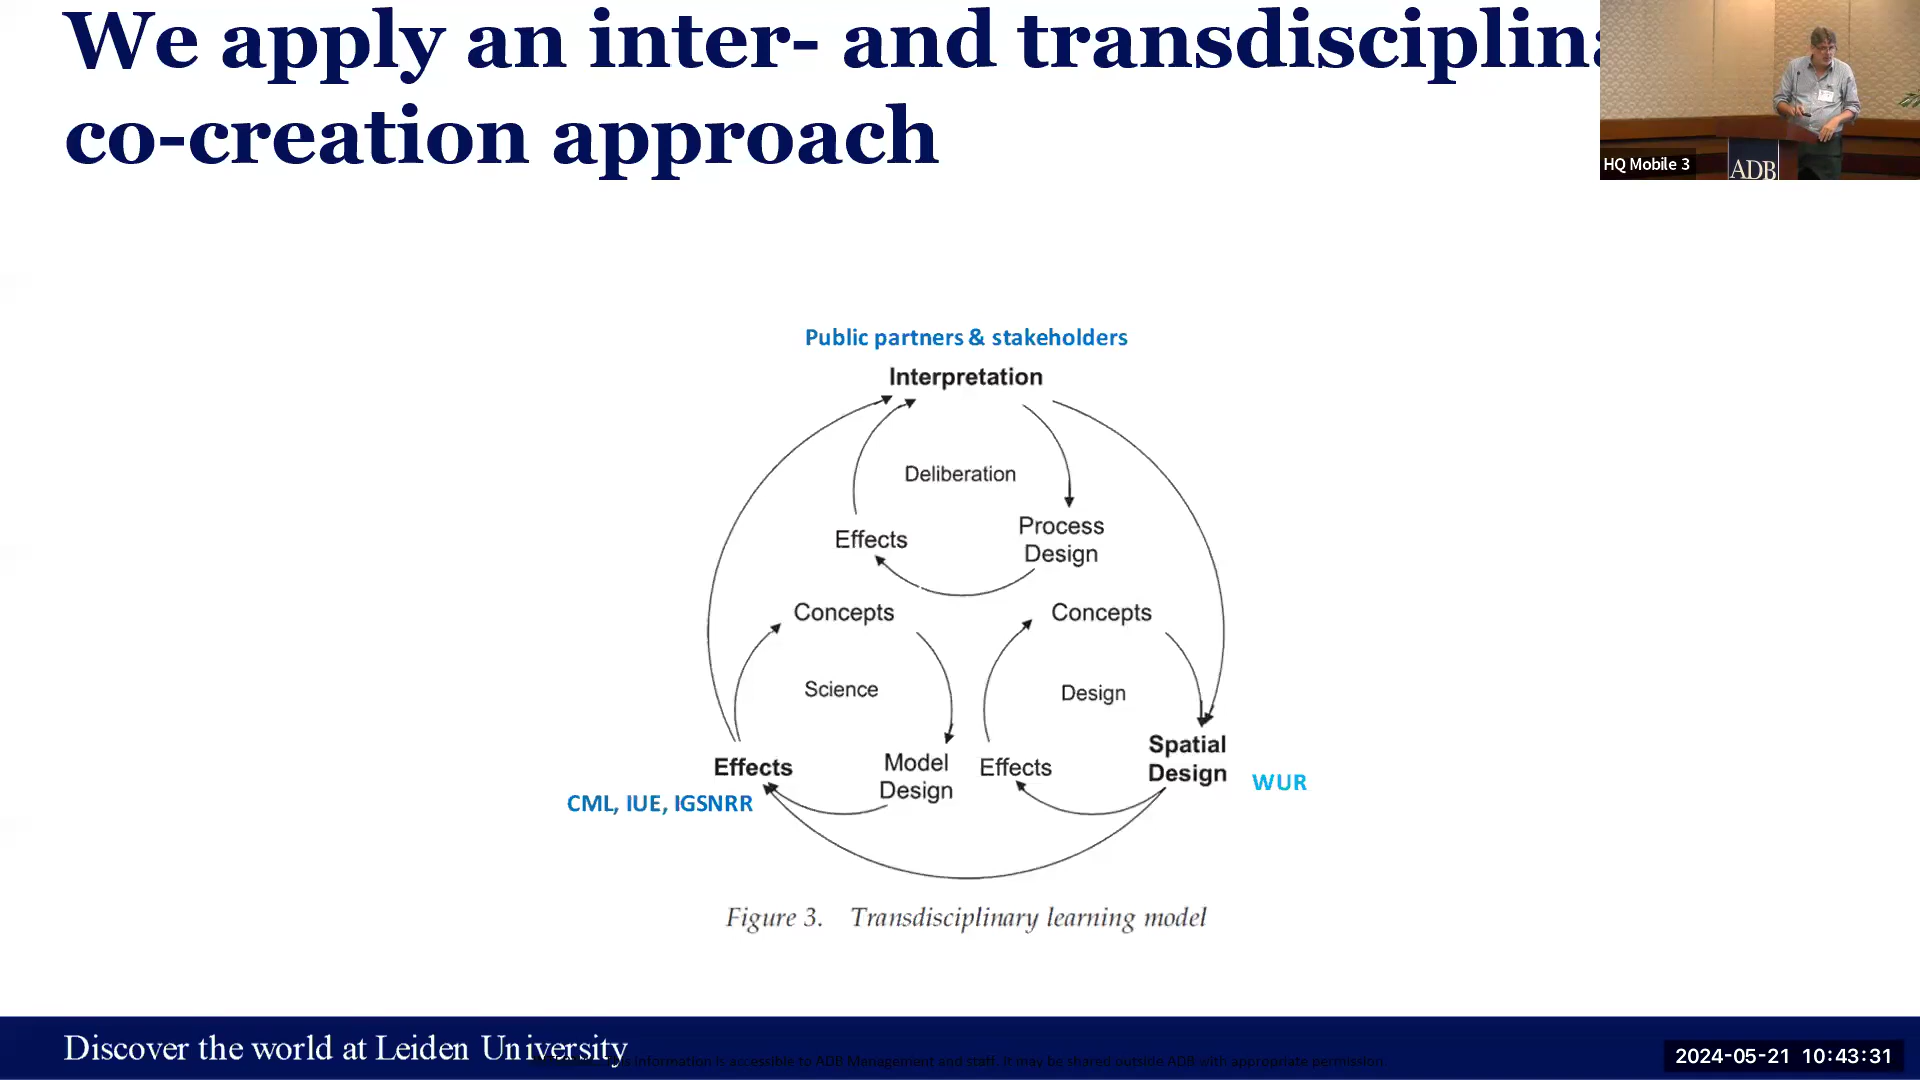 We apply an inter- and transdisciplina
co-creation approach
HQ Mobile 3
ADB
Public partners & stakeholders
Interpretation
Deliberation
Effects
Process
Design
Concepts
Concepts
Science
Design
Effects
Model
Design
Effects
Spatial
Design
CML, IUE, IGSNRR
WUR
Figure 3. Transdisciplinary learning model
Discover the world at Leiden University
information is accessible to ADB Management and staff. It may be shared outside ADB with appropriate permission.
2024-05-21 10:43:31